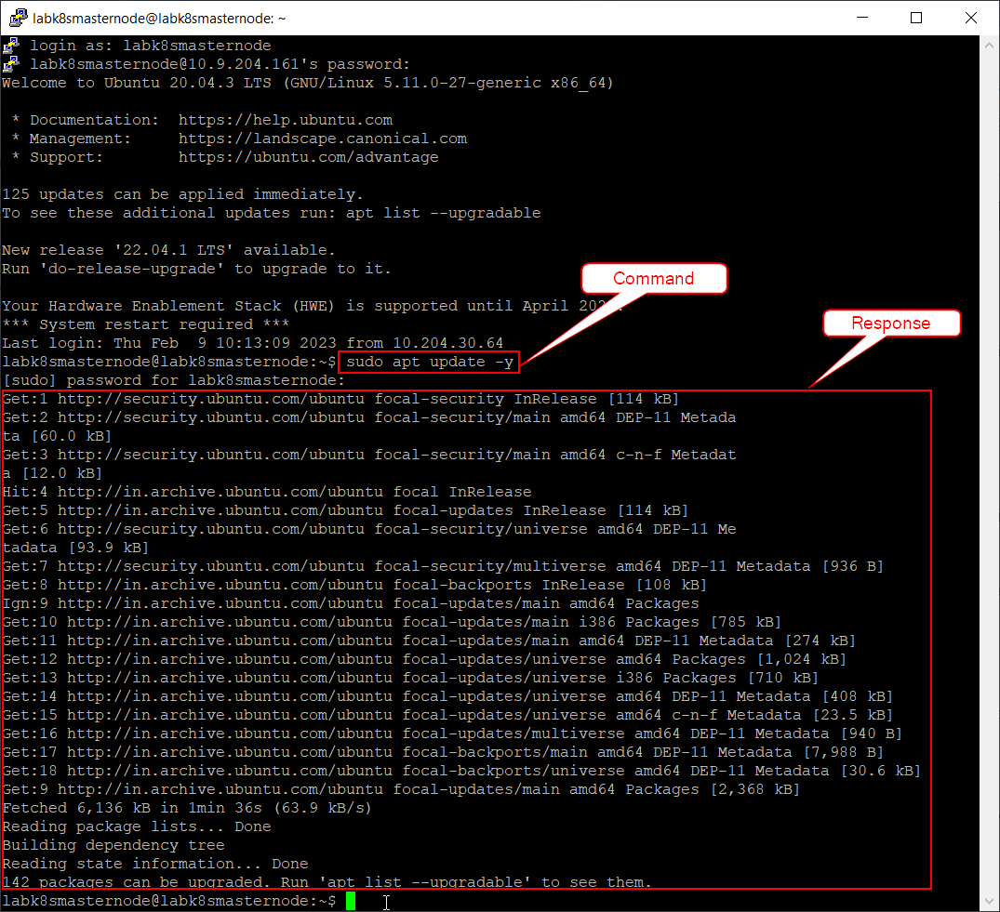 labk8smasternode@labk8smasternode: ~
login as: labk8smasternode
labk8smasternode@10.9.204.161's password:
Welcome to Ubuntu 20.04.3 LTS (GNU/Linux 5.11.0-27-generic x86_64)
* Documentation:  https://help.ubuntu.com
* Management:     https://landscape.canonical.com
* Support:        https://ubuntu.com/advantage
125 updates can be applied immediately.
To see these additional updates run: apt list --upgradable
New release '22.04.1 LTS' available.
Run 'do-release-upgrade' to upgrade to it.
Command
Your Hardware Enablement Stack (HWE) is supported until April
*** System restart required ***
Response
Last login: Thu Feb  9 10:13:09 2023 from 10.204.30.64
labk8smasternode@labk8smasternode:~$ sudo apt update -y
[sudo] password for labk8smasternode:
Get:1 http://security.ubuntu.com/ubuntu focal-security InRelease [114 kB]
Get:2 http://security.ubuntu.com/ubuntu focal-security/main amd64 DEP-11 Metada
ta [60.0 kB]
Get:3 http://security.ubuntu.com/ubuntu focal-security/main amd64 c-n-f Metadat
a [12.0 kB]
Hit:4 http://in.archive.ubuntu.com/ubuntu focal InRelease
Get:5 http://in.archive.ubuntu.com/ubuntu focal-updates InRelease [114 kB]
Get:6 http://security.ubuntu.com/ubuntu focal-security/universe amd64 DEP-11 Me
tadata [93.9 kB]
Get:7 http://security.ubuntu.com/ubuntu focal-security/multiverse amd64 DEP-11 Metadata [936 B]
Get:8 http://in.archive.ubuntu.com/ubuntu focal-backports InRelease [108 kB]
Ign:9 http://in.archive.ubuntu.com/ubuntu focal-updates/main amd64 Packages
Get:10 http://in.archive.ubuntu.com/ubuntu focal-updates/main i386 Packages [785 kB]
Get:11 http://in.archive.ubuntu.com/ubuntu focal-updates/main amd64 DEP-11 Metadata [274 kB]
Get:12 http://in.archive.ubuntu.com/ubuntu focal-updates/universe amd64 Packages [1,024 kB]
Get:13 http://in.archive.ubuntu.com/ubuntu focal-updates/universe i386 Packages [710 kB]
Get:14 http://in.archive.ubuntu.com/ubuntu focal-updates/universe amd64 DEP-11 Metadata [408 kB]
Get:15 http://in.archive.ubuntu.com/ubuntu focal-updates/universe amd64 c-n-f Metadata [23.5 kB]
Get:16 http://in.archive.ubuntu.com/ubuntu focal-updates/multiverse amd64 DEP-11 Metadata [940 B]
Get:17 http://in.archive.ubuntu.com/ubuntu focal-backports/main amd64 DEP-11 Metadata [7,988 B]
Get:18 http://in.archive.ubuntu.com/ubuntu focal-backports/universe amd64 DEP-11 Metadata [30.6 kB]
Get:9 http://in.archive.ubuntu.com/ubuntu focal-updates/main amd64 Packages [2,368 kB]
Fetched 6,136 kB in 1min 36s (63.9 kB/s)
Reading package lists... Done
Building dependency tree
Reading state information... Done
142 packages can be upgraded. Run 'apt list --upgradable' to see them.
labk8smasternode@labk8smasternode:~$